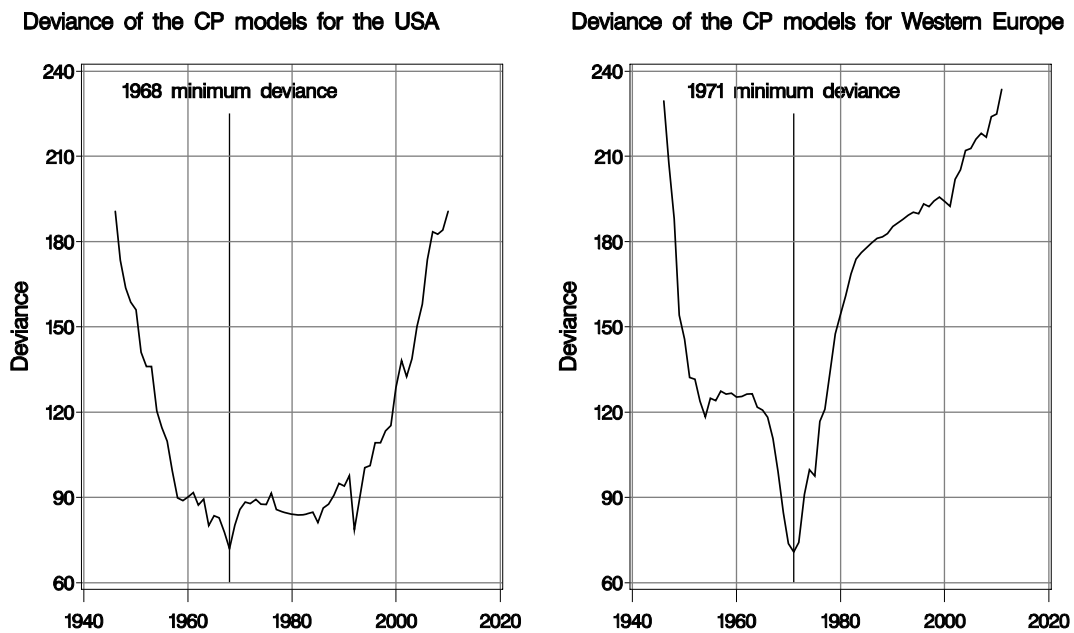 Deviance of the CP models for the USA
1968 minimum deviance
Deviance
240
210
180
150
120
90
60
1940 1960 1980 2000 2020
Deviance of the CP models for Western Europe
1971 minimum deviance
Deviance
240
210
180
150
120
90
60
1940 1960 1980 2000 2020